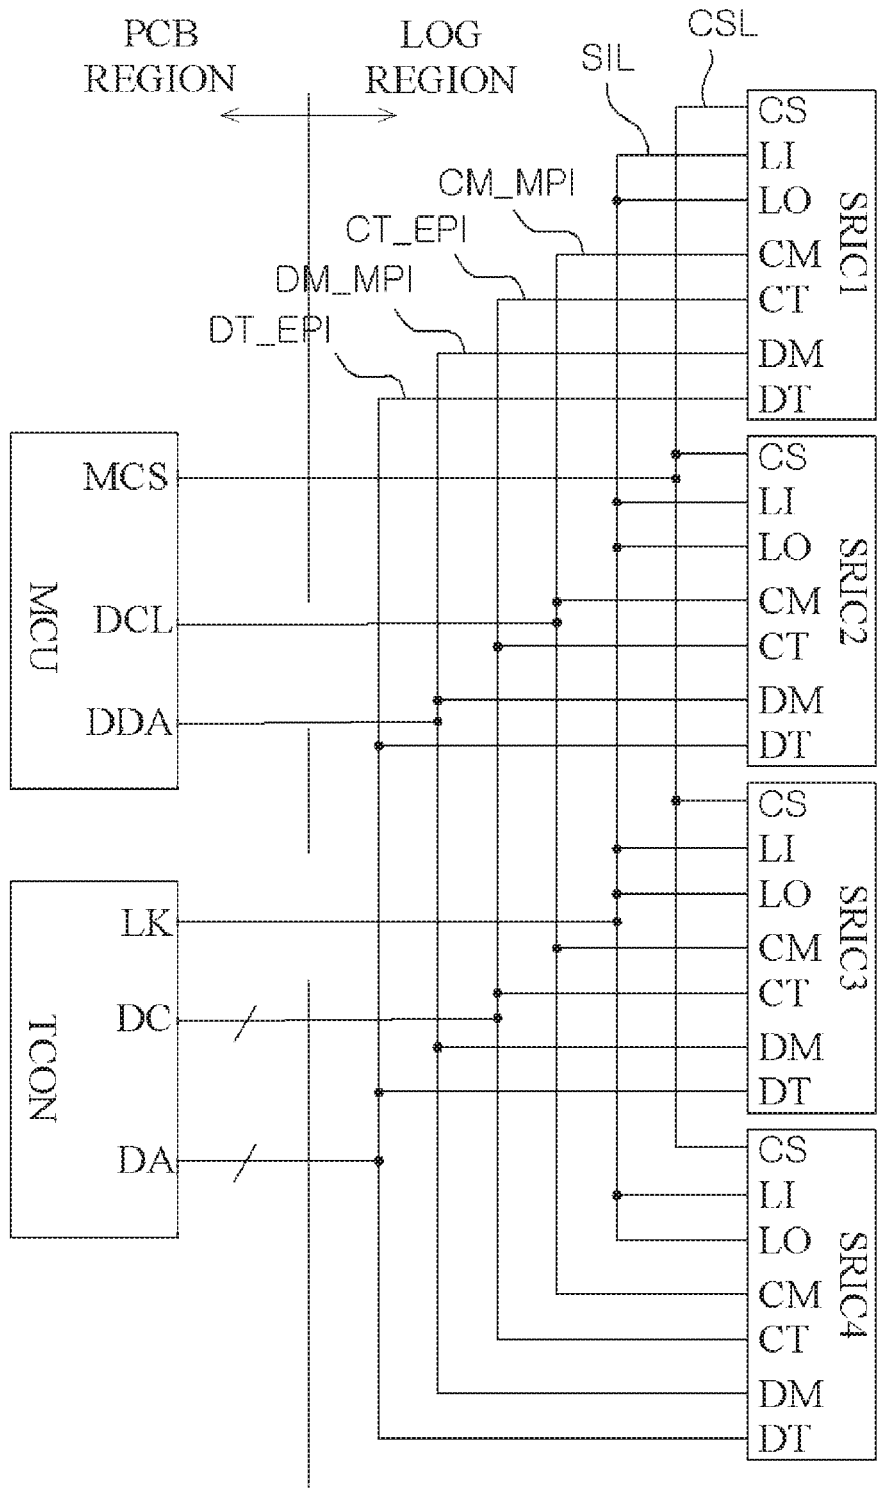 PCB
REGION
LOG
REGION
CSL
SIL
CM_MPI
CT_EPI
DM_MPI
DT_EPI
CS
LI
LO
CM
CT
DM
DT
SRIC1
MCS
DCL
DDA
MCU
CS
LI
LO
CM
CT
DM
DT
SRIC2
LK
DC
DA
TCON
CS
LI
LO
CM
CT
DM
DT
SRIC3
CS
LI
LO
CM
CT
DM
DT
SRIC4